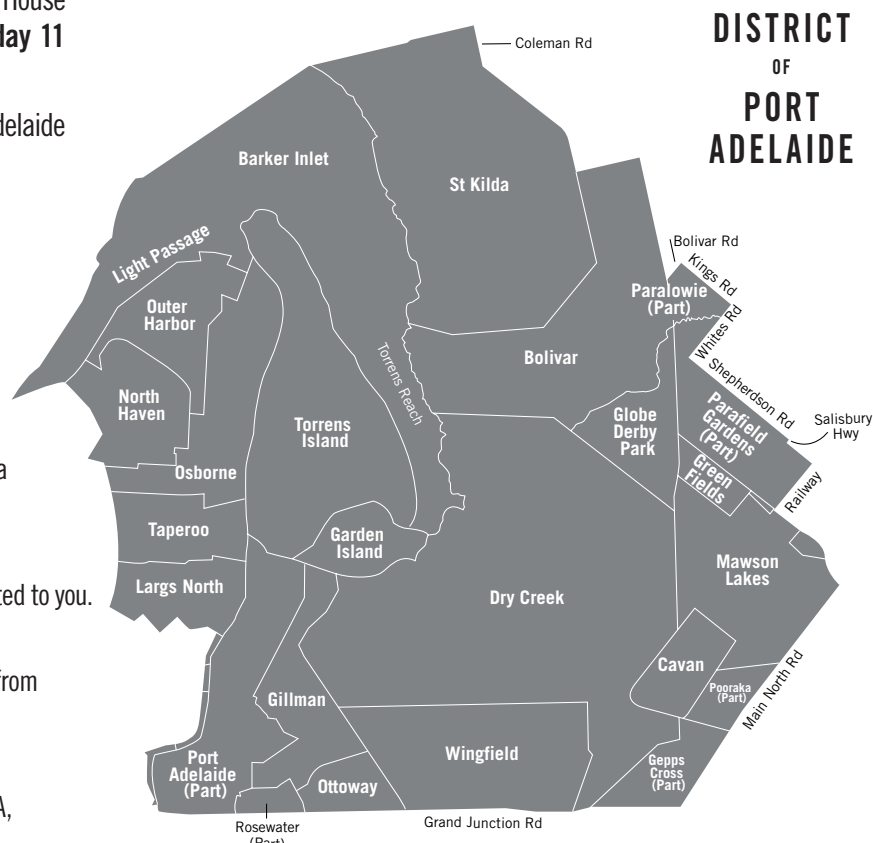 House
day 11
delaide
a
ted to you.
from
A,
DISTRICT
OF
PORT
ADELAIDE
Coleman Rd
Barker Inlet
St Kilda
Light Passage
Bolivar Rd
Kings Rd
Paralowie
(Part)
Whites Rd
Outer
Harbor
Torrens Reach
Bolivar
Shepherdson Rd
North
Haven
Torrens
Island
Globe
Derby
Park
Parafield
Gardens
(Part)
Salisbury
Hwy
Osborne
Green
Fields
Railway
Taperoo
Garden
Island
Mawson
Lakes
Largs North
Dry Creek
Cavan
Pooraka
(Part)
Main North Rd
Gillman
Port
Adelaide
(Part)
Wingfield
Gepps
Cross
(Part)
Ottoway
Rosewater
(Part)
Grand Junction Rd